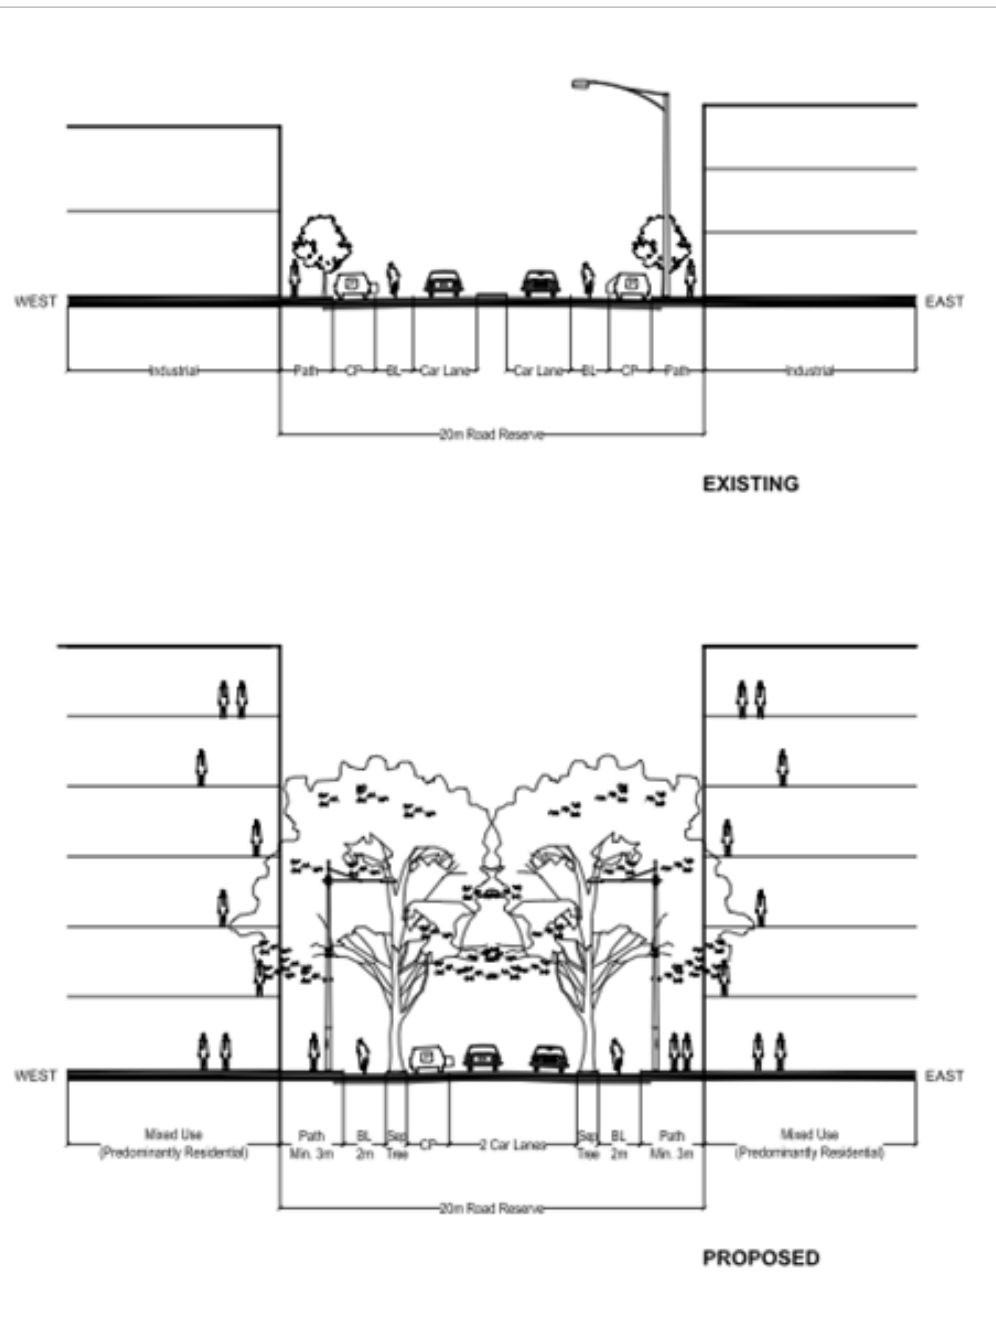 WEST
EAST
Industrial
Path
CP
BL
Car Lane
Car Lane
BL
CP
Path
Industrial
20m Road Reserve
EXISTING
WEST
EAST
Mixed Use
(Predominantly Residential)
Path
Min. 3m
BL
2m
Sep
Tree
CP
2 Car Lanes
Sep
Tree
BL
2m
Path
Min. 3m
Mixed Use
(Predominantly Residential)
20m Road Reserve
PROPOSED